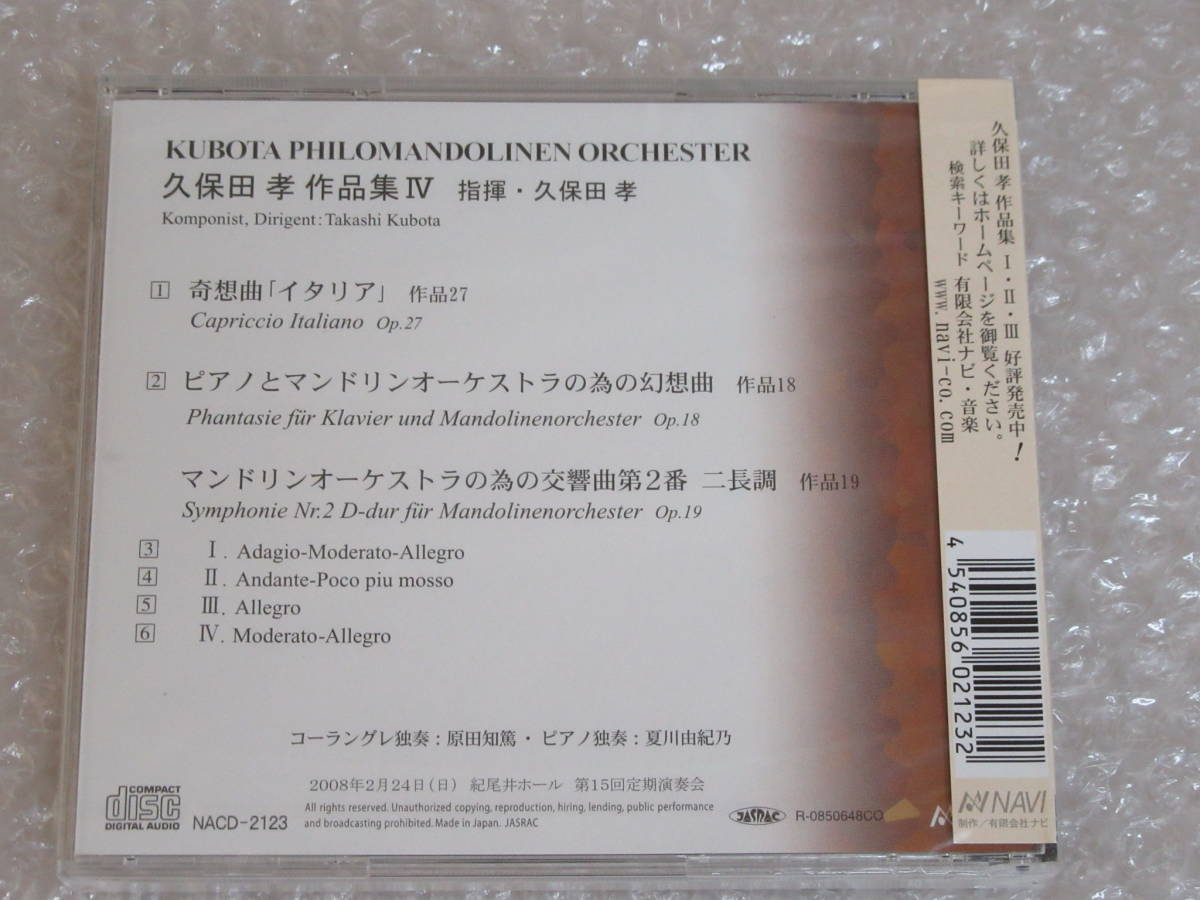 KUBOTA PHILOMANDOLINEN ORCHESTER
久保田 孝 作品集Ⅳ 指揮・久保田 孝
Komponist, Dirigent: Takashi Kubota
1 奇想曲「イタリア」 作品27
Capriccio Italiano Op.27
2 ピアノとマンドリンオーケストラの為の幻想曲 作品18
Phantasie für Klavier und Mandolinenorchester Op.18
マンドリンオーケストラの為の交響曲第2番 ニ長調 作品19
Symphonie Nr.2 D-dur für Mandolinenorchester Op.19
3 Ⅰ. Adagio-Moderato-Allegro
4 Ⅱ. Andante-Poco piu mosso
5 Ⅲ. Allegro
6 Ⅳ. Moderato-Allegro
コーラングレ独奏:原田知篤・ピアノ独奏:夏川由紀乃
2008年2月24日(日) 紀尾井ホール 第15回定期演奏会
All rights reserved. Unauthorized copying, reproduction, hiring, lending, public performance
and broadcasting prohibited. Made in Japan. JASRAC
COMPACT
disc
DIGITAL AUDIO
NACD-2123
JASRAC
R-0850648CO
久保田 孝 作品集 Ⅰ・Ⅱ・Ⅲ 好評発売中!
詳しくはホームページを御覧ください。
検索キーワード 有限会社ナビ・音楽
www.navi-co.com
4 540856 021232
NAVI
制作/有限会社ナビ